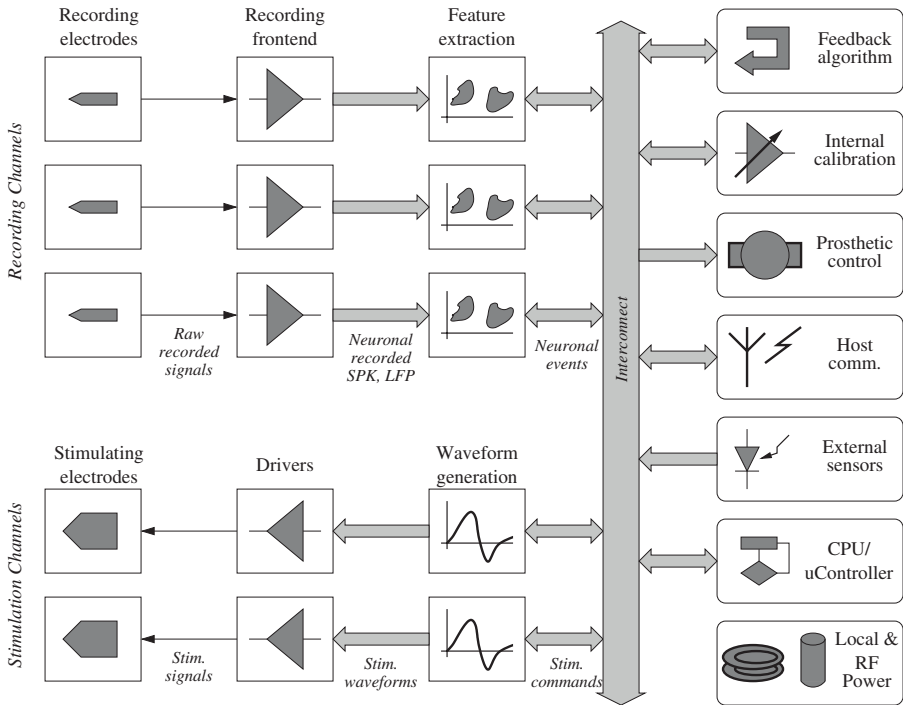 Recording
electrodes
Recording
frontend
Feature
extraction
Recording Channels
Raw
recorded
signals
Neuronal
recorded
SPK, LFP
Neuronal
events
Interconnect
Stimulating
electrodes
Drivers
Waveform
generation
Stimulation Channels
Stim.
signals
Stim.
waveforms
Stim.
commands
Feedback
algorithm
Internal
calibration
Prosthetic
control
Host
comm.
External
sensors
CPU/
uController
Local &
RF
Power